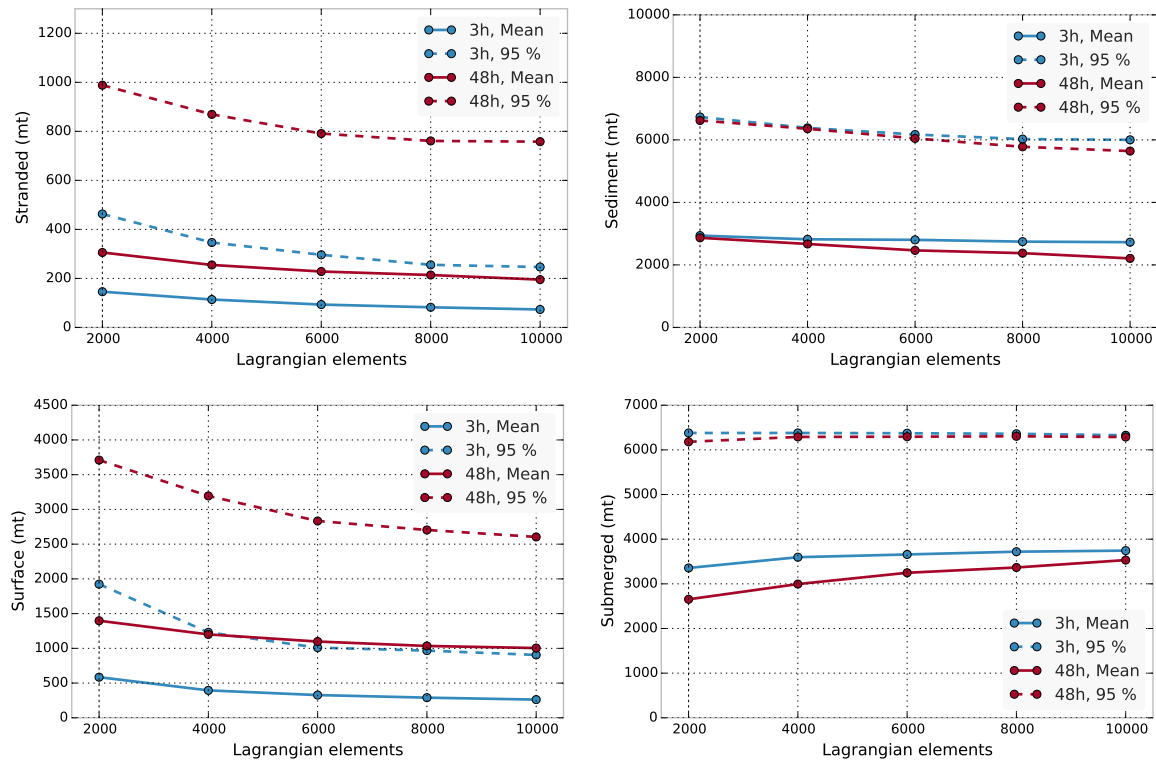 1200
1000
800
600
400
200
0
Stranded (mt)
2000 4000 6000 8000 10000
Lagrangian elements
3h, Mean
3h, 95 %
48h, Mean
48h, 95 %
10000
8000
6000
4000
2000
0
Sediment (mt)
2000 4000 6000 8000 10000
Lagrangian elements
3h, Mean
3h, 95 %
48h, Mean
48h, 95 %
4500
4000
3500
3000
2500
2000
1500
1000
500
0
Surface (mt)
2000 4000 6000 8000 10000
Lagrangian elements
3h, Mean
3h, 95 %
48h, Mean
48h, 95 %
7000
6000
5000
4000
3000
2000
1000
0
Submerged (mt)
2000 4000 6000 8000 10000
Lagrangian elements
3h, Mean
3h, 95 %
48h, Mean
48h, 95 %